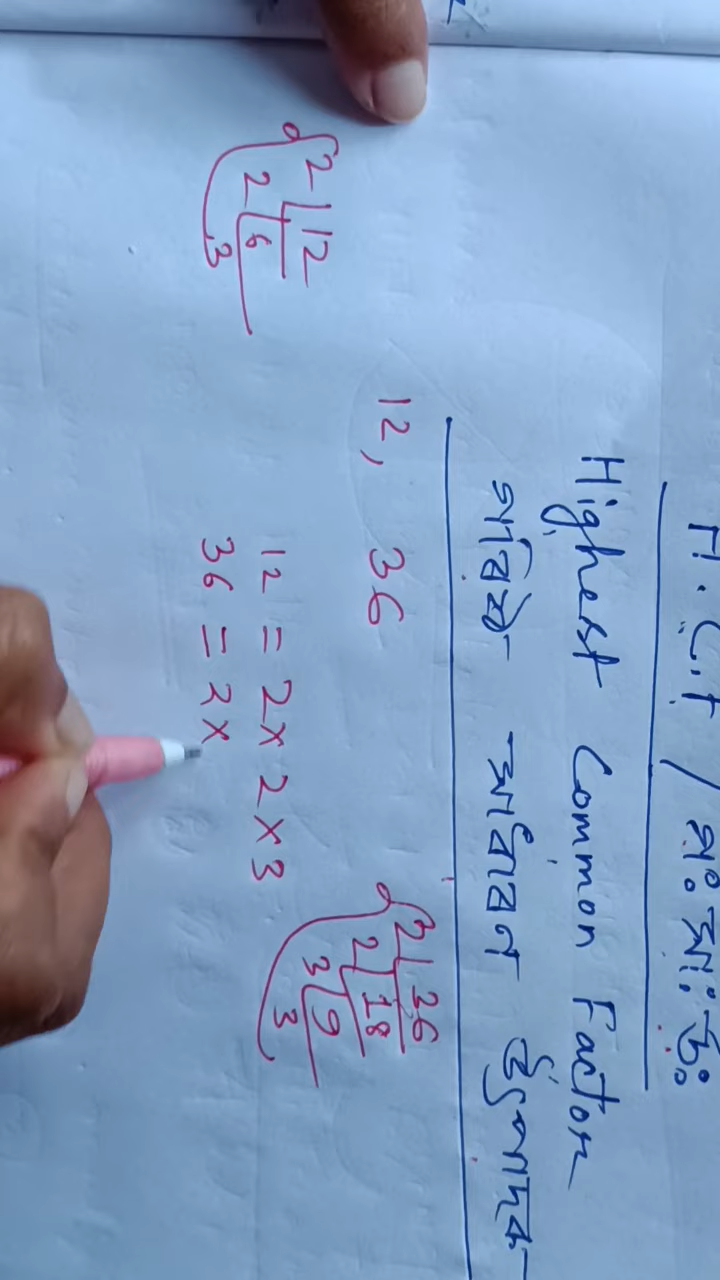 H.C.F / গঃ সাঃ উঃ
Highest Common Factor
গৰিষ্ঠ সাধাৰণ উৎপাদক
12, 36
2 12
2 6
3
2 36
2 18
3 9
3
12 = 2 × 2 × 3
36 = 2 ×